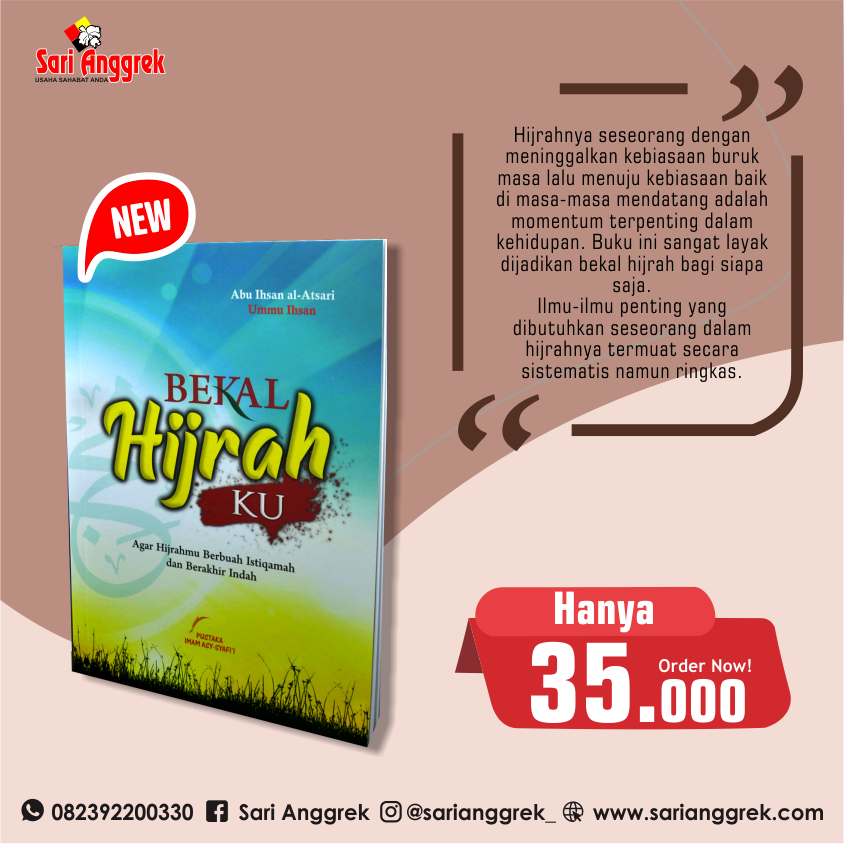 Sari Anggrek
USAHA SAHABAT ANDA
Hijrahnya seseorang dengan
meninggalkan kebiasaan buruk
masa lalu menuju kebiasaan baik
di masa-masa mendatang adalah
momentum terpenting dalam
kehidupan. Buku ini sangat layak
dijadikan bekal hijrah bagi siapa
saja.
Ilmu-ilmu penting yang
dibutuhkan seseorang dalam
hijrahnya termuat secara
sistematis namun ringkas.
NEW
Abu Ihsan al-Atsari
Ummu Ihsan
BEKAL
Hijrah
KU
Agar Hijrahmu Berbuah Istiqamah
dan Berakhir Indah
PUSTAKA
IMAM ASY-SYAFI'I
Hanya
35.000
Order Now!
082392200330 Sari Anggrek @sarianggrek_ www.sarianggrek.com